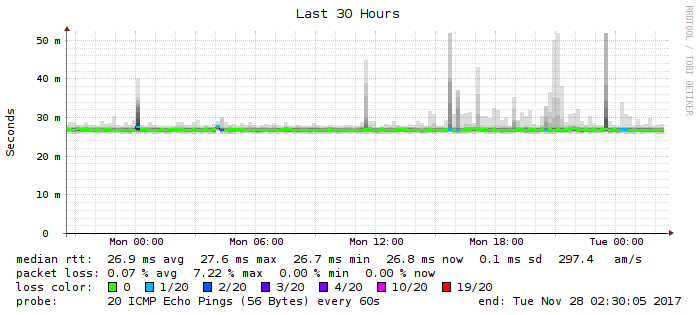 Last 30 Hours
RRDTOOL / TOBI OETIKER
Seconds
50 m
40 m
30 m
20 m
10 m
0
Mon 00:00 Mon 06:00 Mon 12:00 Mon 18:00 Tue 00:00
median rtt: 26.9 ms avg 27.6 ms max 26.7 ms min 26.8 ms now 0.1 ms sd 297.4 am/s
packet loss: 0.07 % avg 7.22 % max 0.00 % min 0.00 % now
loss color: 0 1/20 2/20 3/20 4/20 10/20 19/20
probe: 20 ICMP Echo Pings (56 Bytes) every 60s end: Tue Nov 28 02:30:05 2017